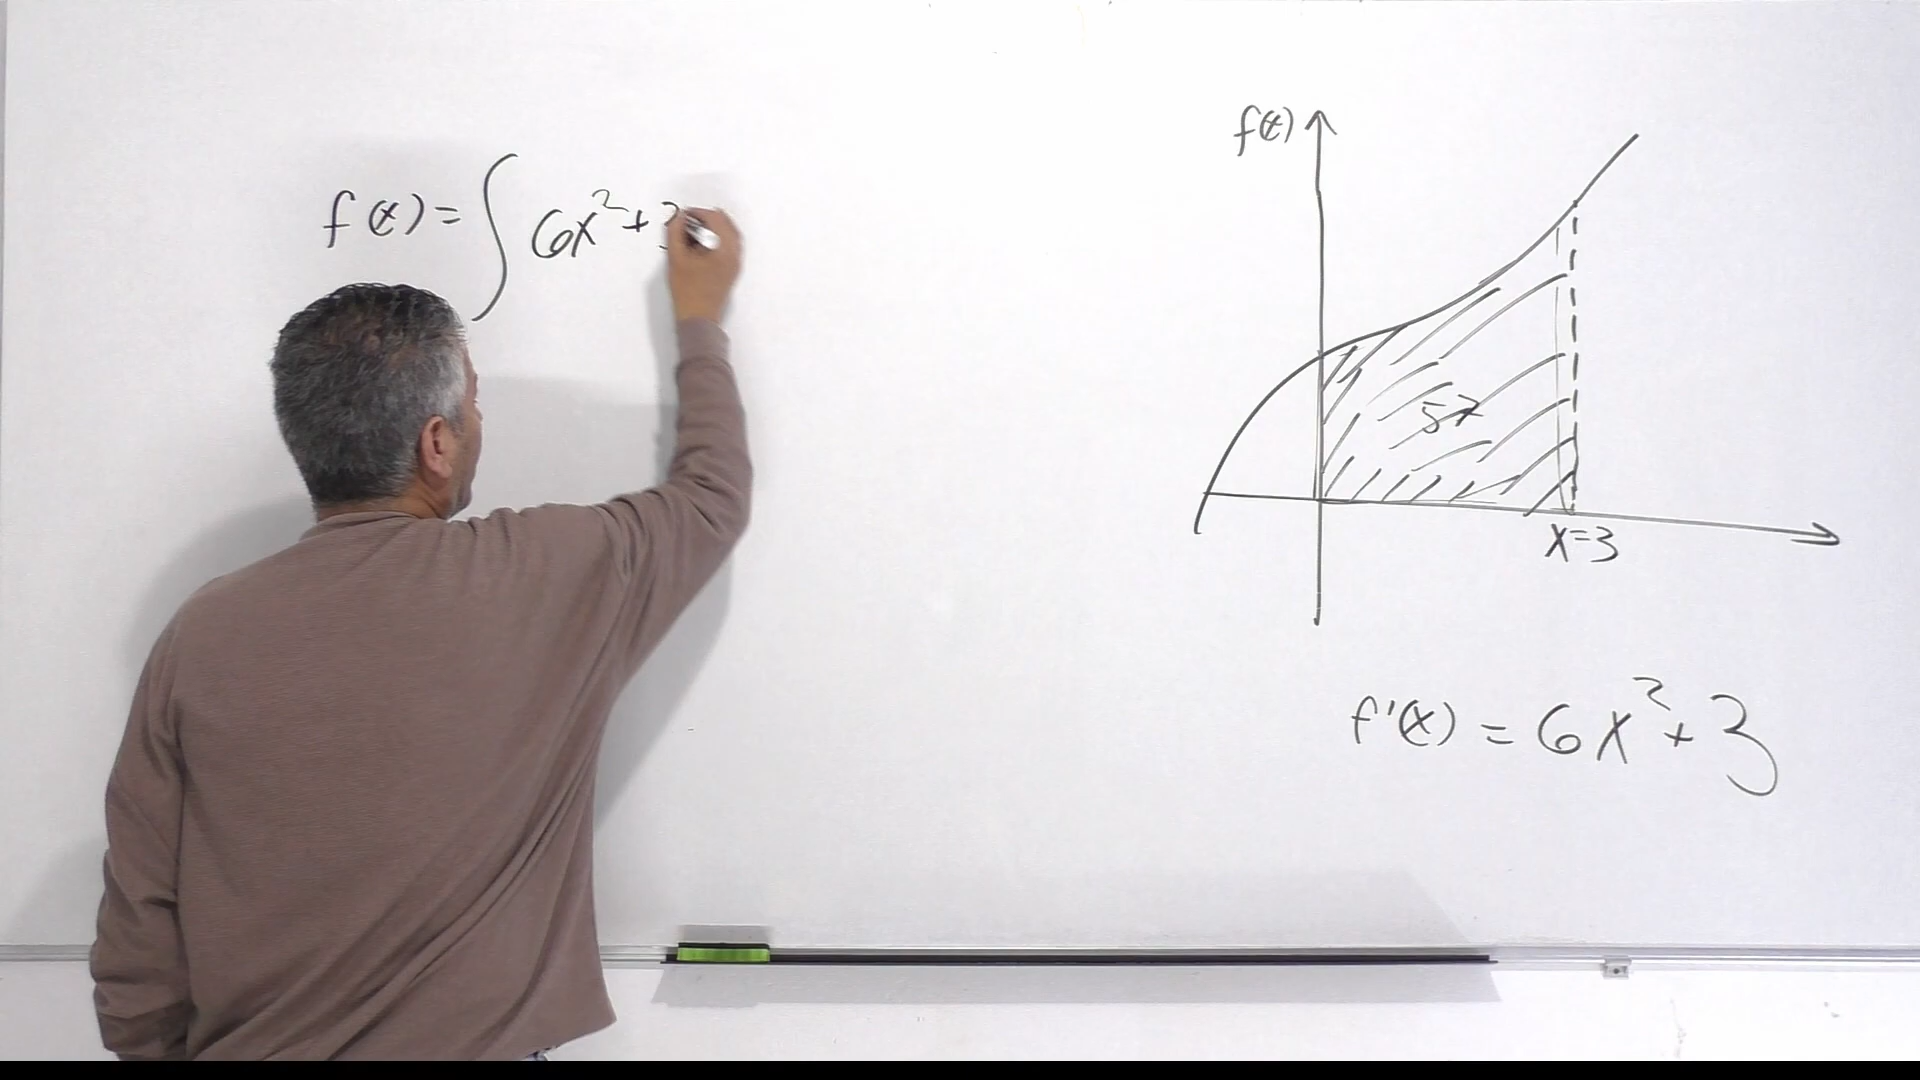 f(x) = ∫ 6x² + 3
f(x)
57
x=3
f'(x) = 6x² + 3